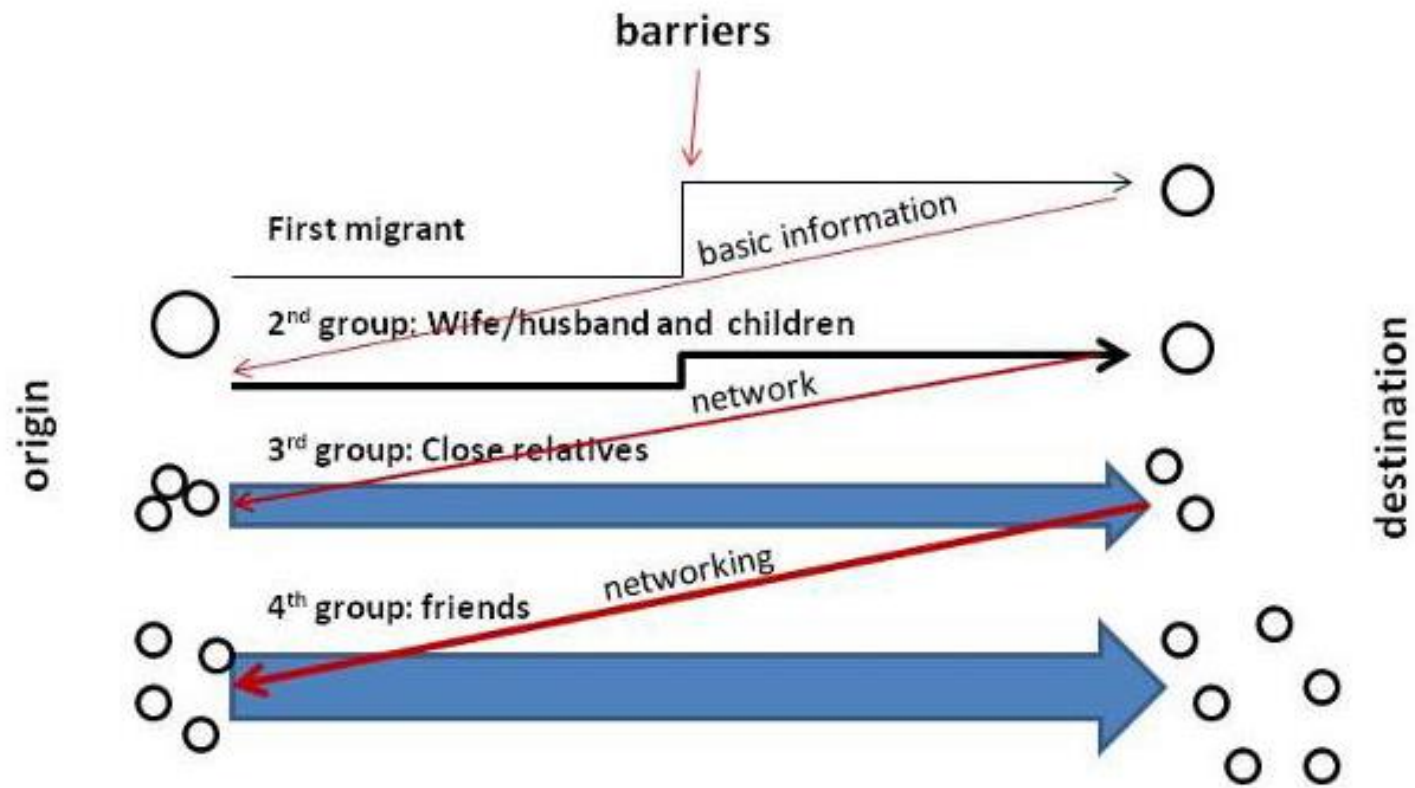 barriers
First migrant
basic information
2nd group: Wife/husband and children
network
3rd group: Close relatives
networking
4th group: friends
origin
destination